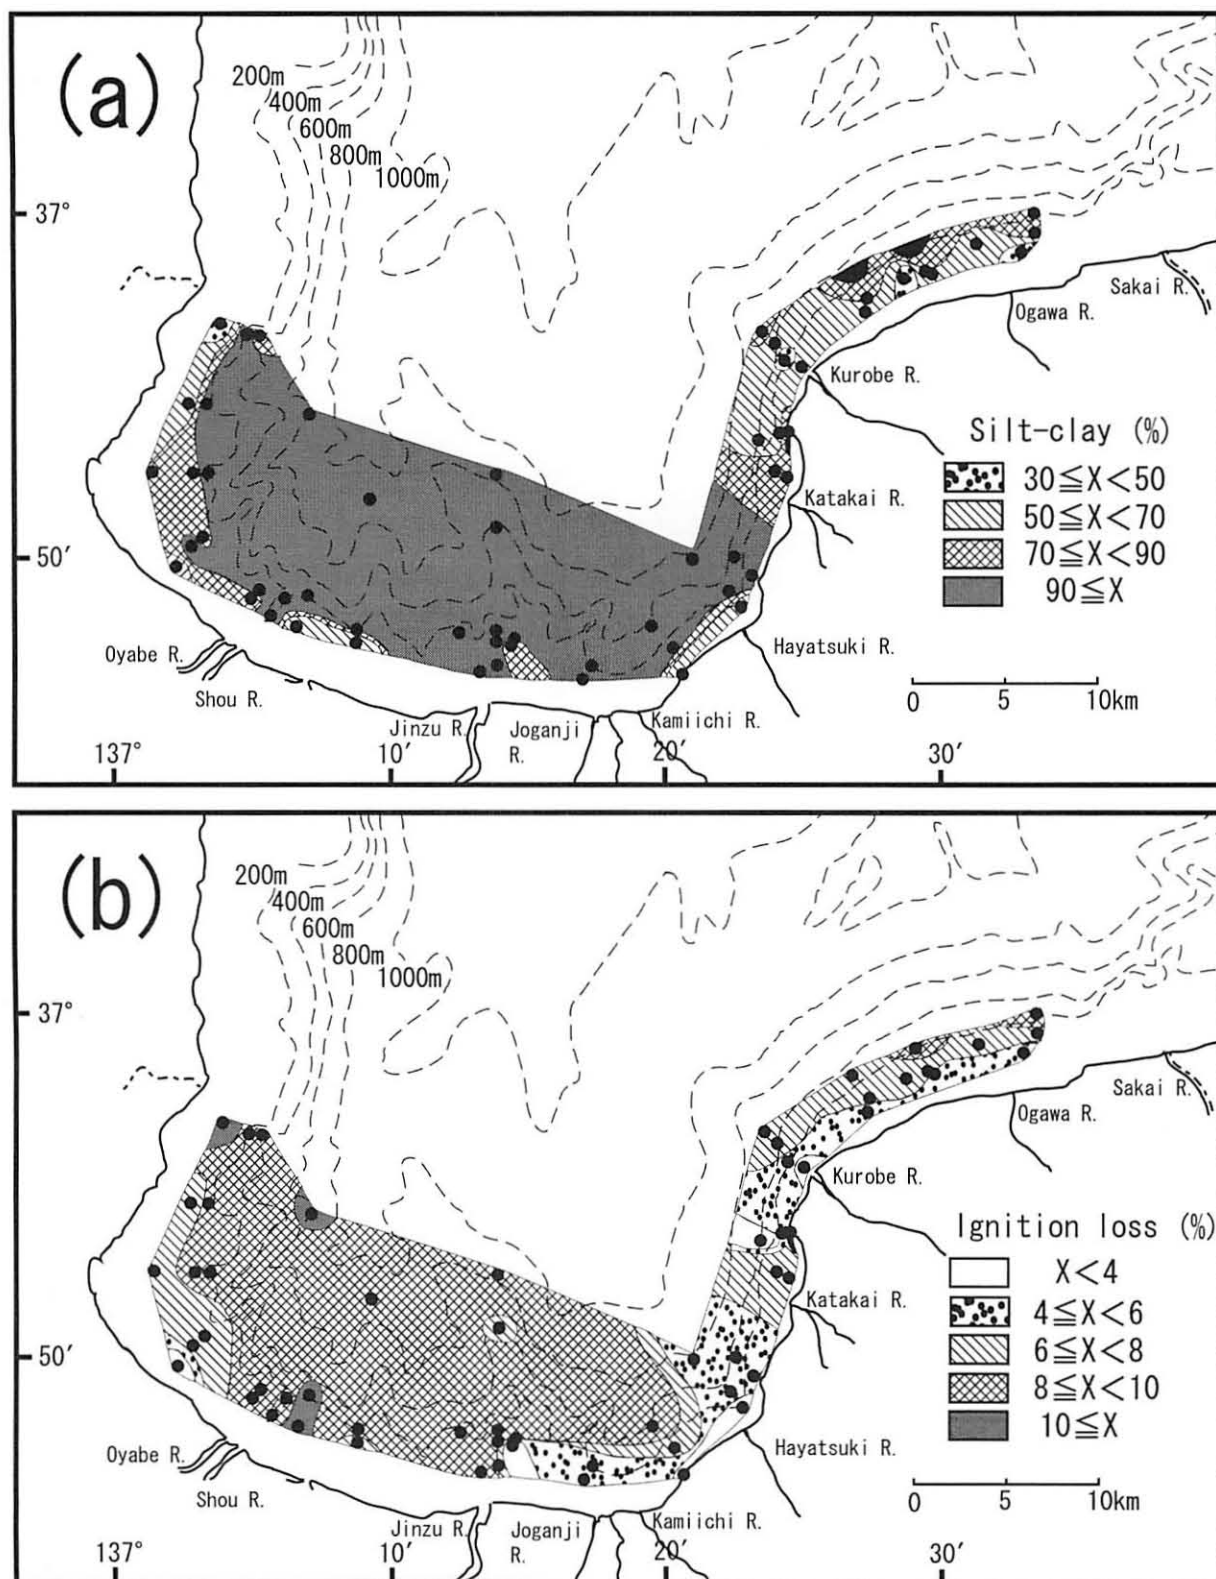 (a)
200m
400m
600m
800m
1000m
37°
Sakai R.
Ogawa R.
Kurobe R.
Silt-clay (%)
30≦X<50
50≦X<70
70≦X<90
90≦X
Katakai R.
50′
Hayatsuki R.
Oyabe R.
Shou R.
0 5 10km
Jinzu R.
Joganji
R.
Kamiichi R.
137° 10′ 20′ 30′
(b)
200m
400m
600m
800m
1000m
37°
Sakai R.
Ogawa R.
Kurobe R.
Ignition loss (%)
X<4
4≦X<6
6≦X<8
8≦X<10
10≦X
Katakai R.
50′
Hayatsuki R.
Oyabe R.
Shou R.
0 5 10km
Jinzu R.
Joganji
R.
Kamiichi R.
137° 10′ 20′ 30′